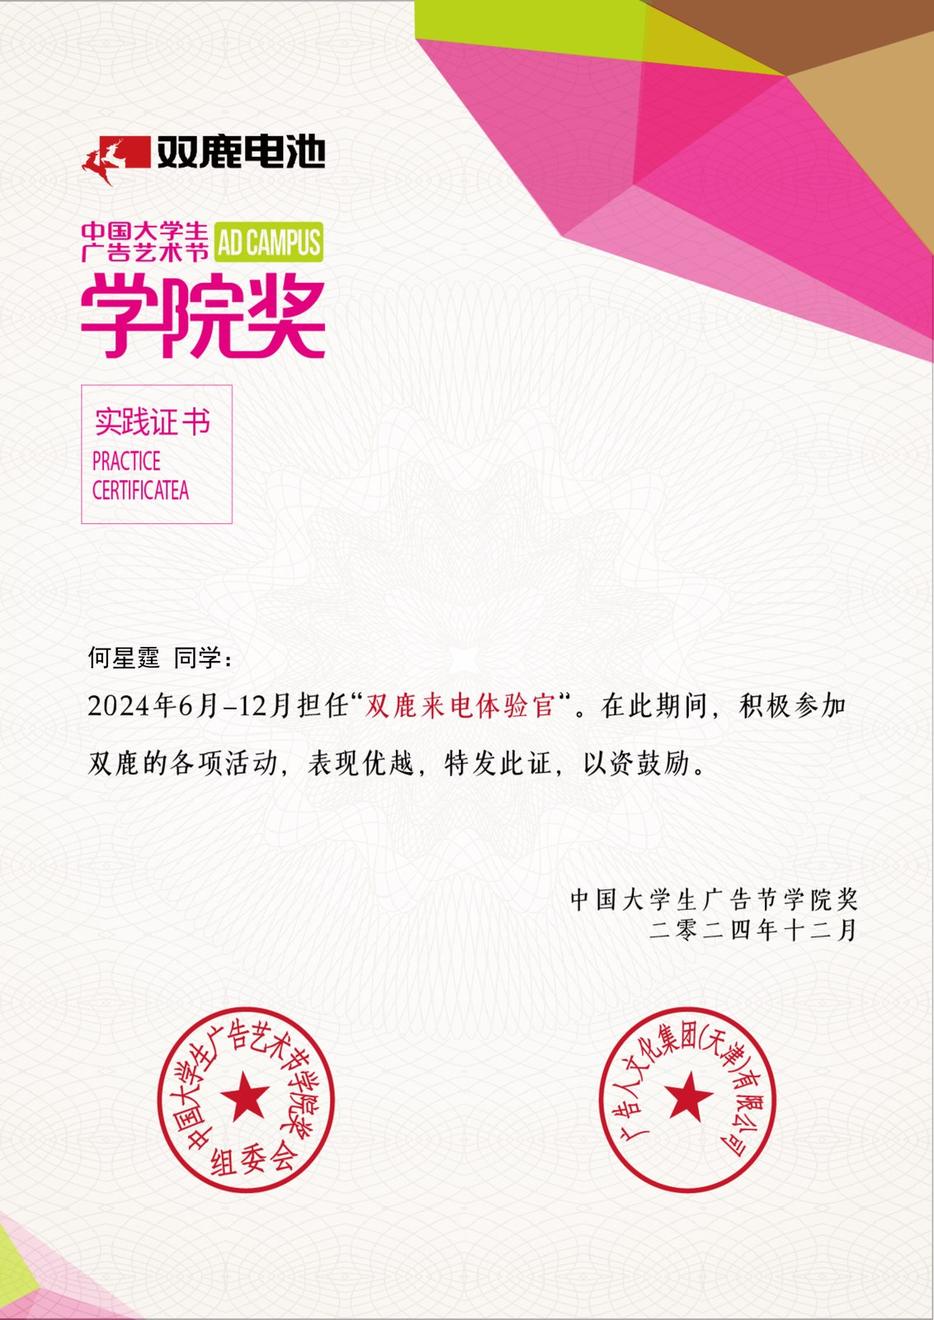 双鹿电池
中国大学生
广告艺术节
AD CAMPUS
学院奖
实践证书
PRACTICE
CERTIFICATEA
何星霆 同学：
2024年6月–12月担任“双鹿来电体验官“。在此期间，积极参加
双鹿的各项活动，表现优越，特发此证，以资鼓励。
中国大学生广告节学院奖
二零二四年十二月
中国大学生广告艺术节学院奖
组委会
广告人文化集团(天津)有限公司